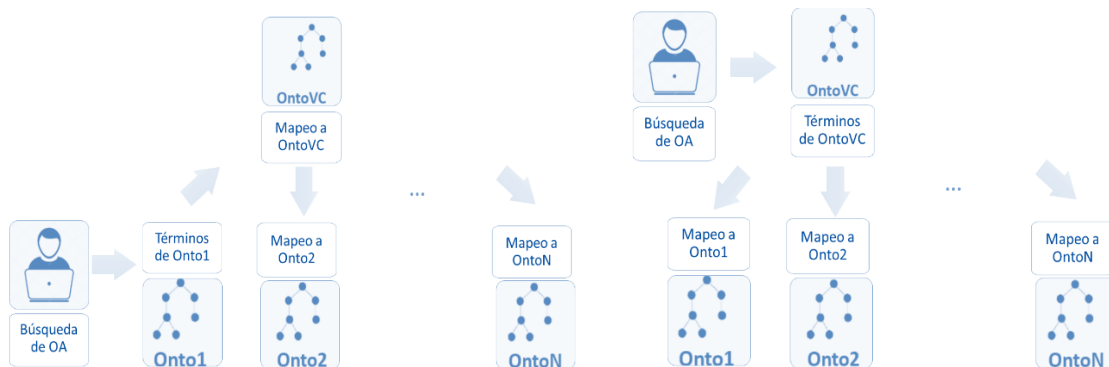 OntoVC
Mapeo a
OntoVC
...
Términos
de Onto1
Mapeo a
Onto2
Mapeo a
OntoN
Búsqueda
de OA
Onto1
Onto2
OntoN
OntoVC
Búsqueda
de OA
Términos
de OntoVC
...
Mapeo a
Onto1
Mapeo a
Onto2
Mapeo a
OntoN
Onto1
Onto2
OntoN